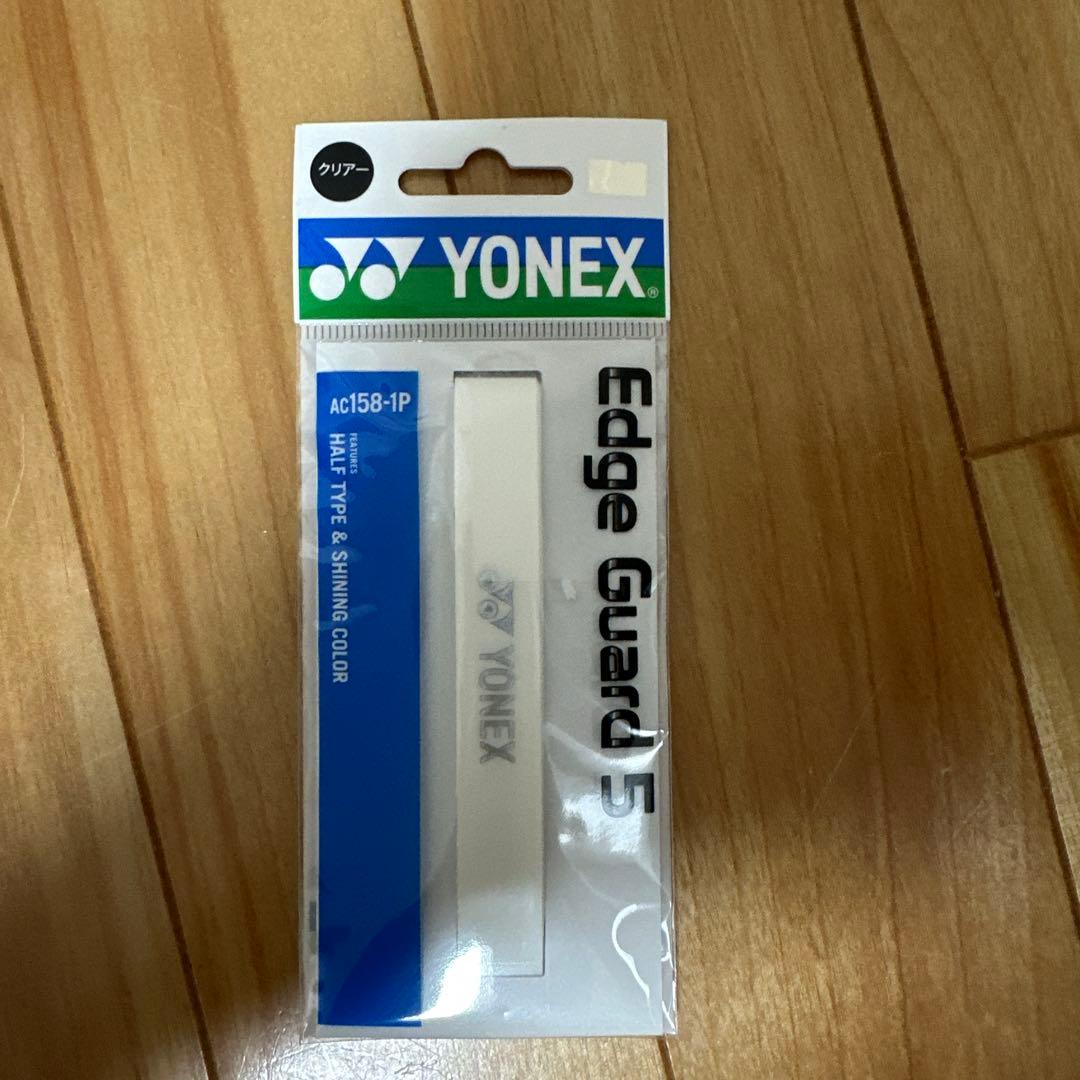 クリアー
YONEX®
AC158-1P
FEATURES
HALF TYPE & SHINING COLOR
YONEX
Edge Guard 5